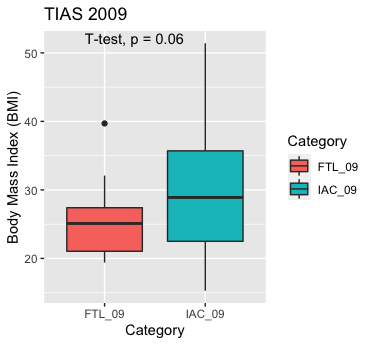 TIAS 2009
T-test, p = 0.06
Body Mass Index (BMI)
50
40
30
20
FTL_09
IAC_09
Category
Category
FTL_09
IAC_09